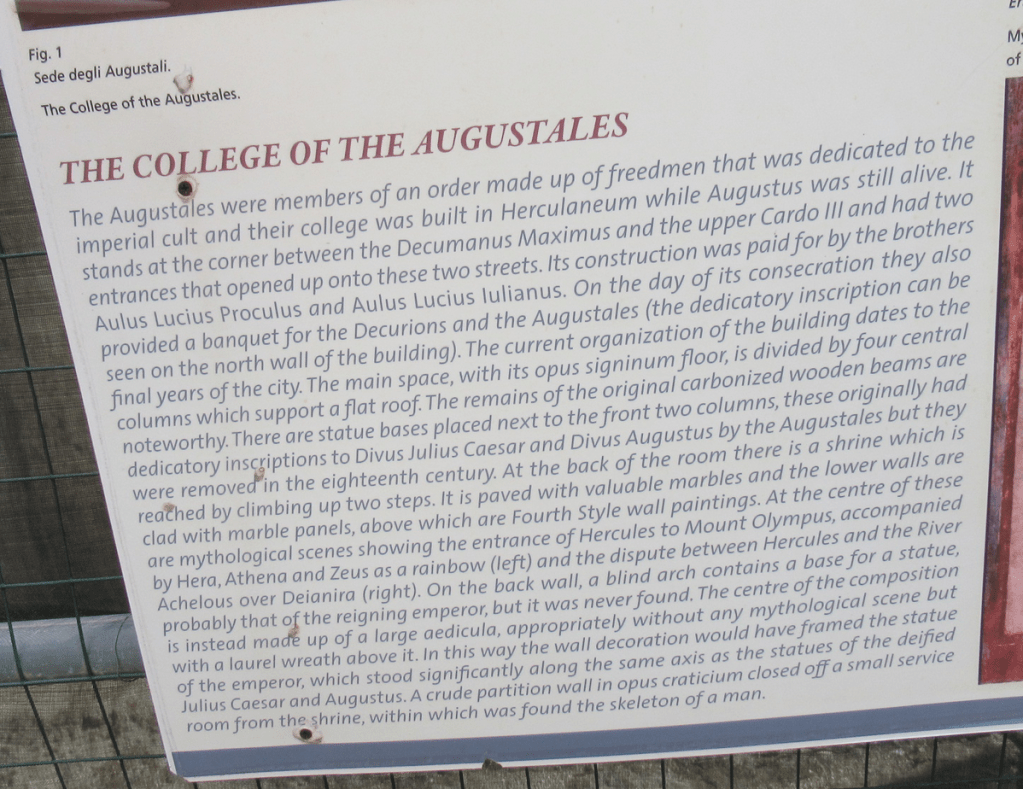 Fig. 1
Sede degli Augustali.
The College of the Augustales.
THE COLLEGE OF THE AUGUSTALES
The Augustales were members of an order made up of freedmen that was dedicated to the
imperial cult and their college was built in Herculaneum while Augustus was still alive. It
stands at the corner between the Decumanus Maximus and the upper Cardo III and had two
entrances that opened up onto these two streets. Its construction was paid for by the brothers
Aulus Lucius Proculus and Aulus Lucius Iulianus. On the day of its consecration they also
provided a banquet for the Decurions and the Augustales (the dedicatory inscription can be
seen on the north wall of the building). The current organization of the building dates to the
final years of the city. The main space, with its opus signinum floor, is divided by four central
columns which support a flat roof. The remains of the original carbonized wooden beams are
noteworthy. There are statue bases placed next to the front two columns, these originally had
dedicatory inscriptions to Divus Julius Caesar and Divus Augustus by the Augustales but they
were removed in the eighteenth century. At the back of the room there is a shrine which is
reached by climbing up two steps. It is paved with valuable marbles and the lower walls are
clad with marble panels, above which are Fourth Style wall paintings. At the centre of these
are mythological scenes showing the entrance of Hercules to Mount Olympus, accompanied
by Hera, Athena and Zeus as a rainbow (left) and the dispute between Hercules and the River
Achelous over Deianira (right). On the back wall, a blind arch contains a base for a statue,
probably that of the reigning emperor, but it was never found. The centre of the composition
is instead made up of a large aedicula, appropriately without any mythological scene but
with a laurel wreath above it. In this way the wall decoration would have framed the statue
of the emperor, which stood significantly along the same axis as the statues of the deified
Julius Caesar and Augustus. A crude partition wall in opus craticium closed off a small service
room from the shrine, within which was found the skeleton of a man.
My
of